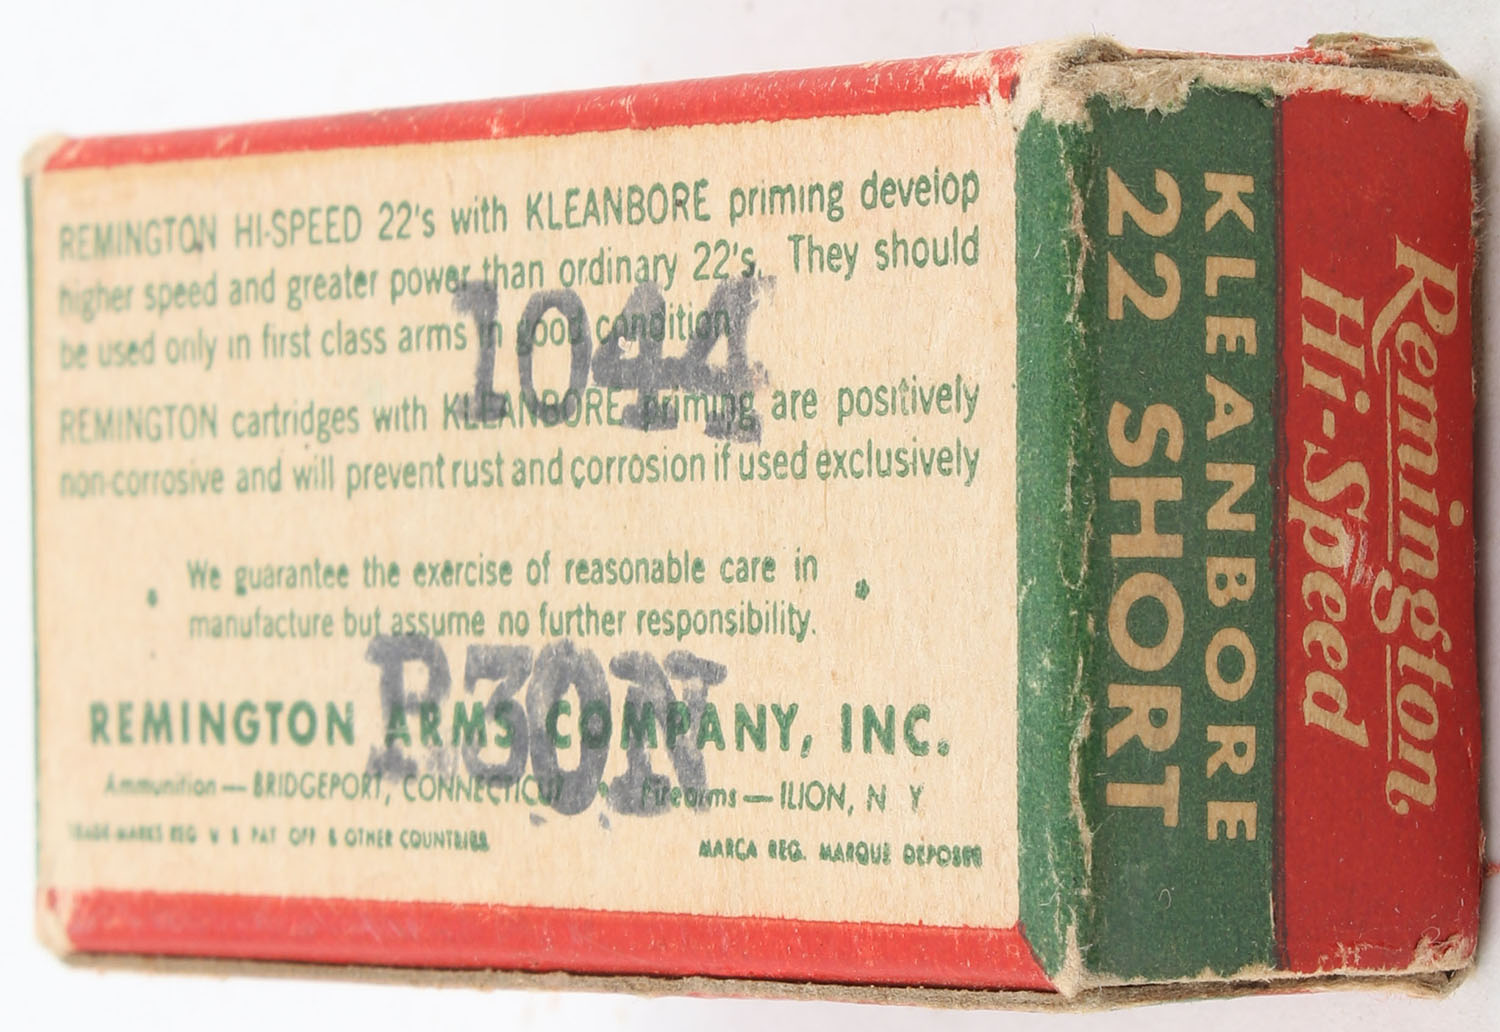 REMINGTON HI-SPEED 22's with KLEANBORE priming develop
higher speed and greater power than ordinary 22's. They should
be used only in first class arms in good condition
REMINGTON cartridges with KLEANBORE priming are positively
non-corrosive and will prevent rust and corrosion if used exclusively
1044
• We guarantee the exercise of reasonable care in •
manufacture but assume no further responsibility.
R30N
REMINGTON ARMS COMPANY, INC.
Ammunition — BRIDGEPORT, CONNECTICUT • Firearms — ILION, N Y
TRADE-MARKS REG U S PAT OFF & OTHER COUNTRIES MARCA REG. MARQUE DEPOSEE
Remington
Hi-Speed
KLEANBORE
22 SHORT